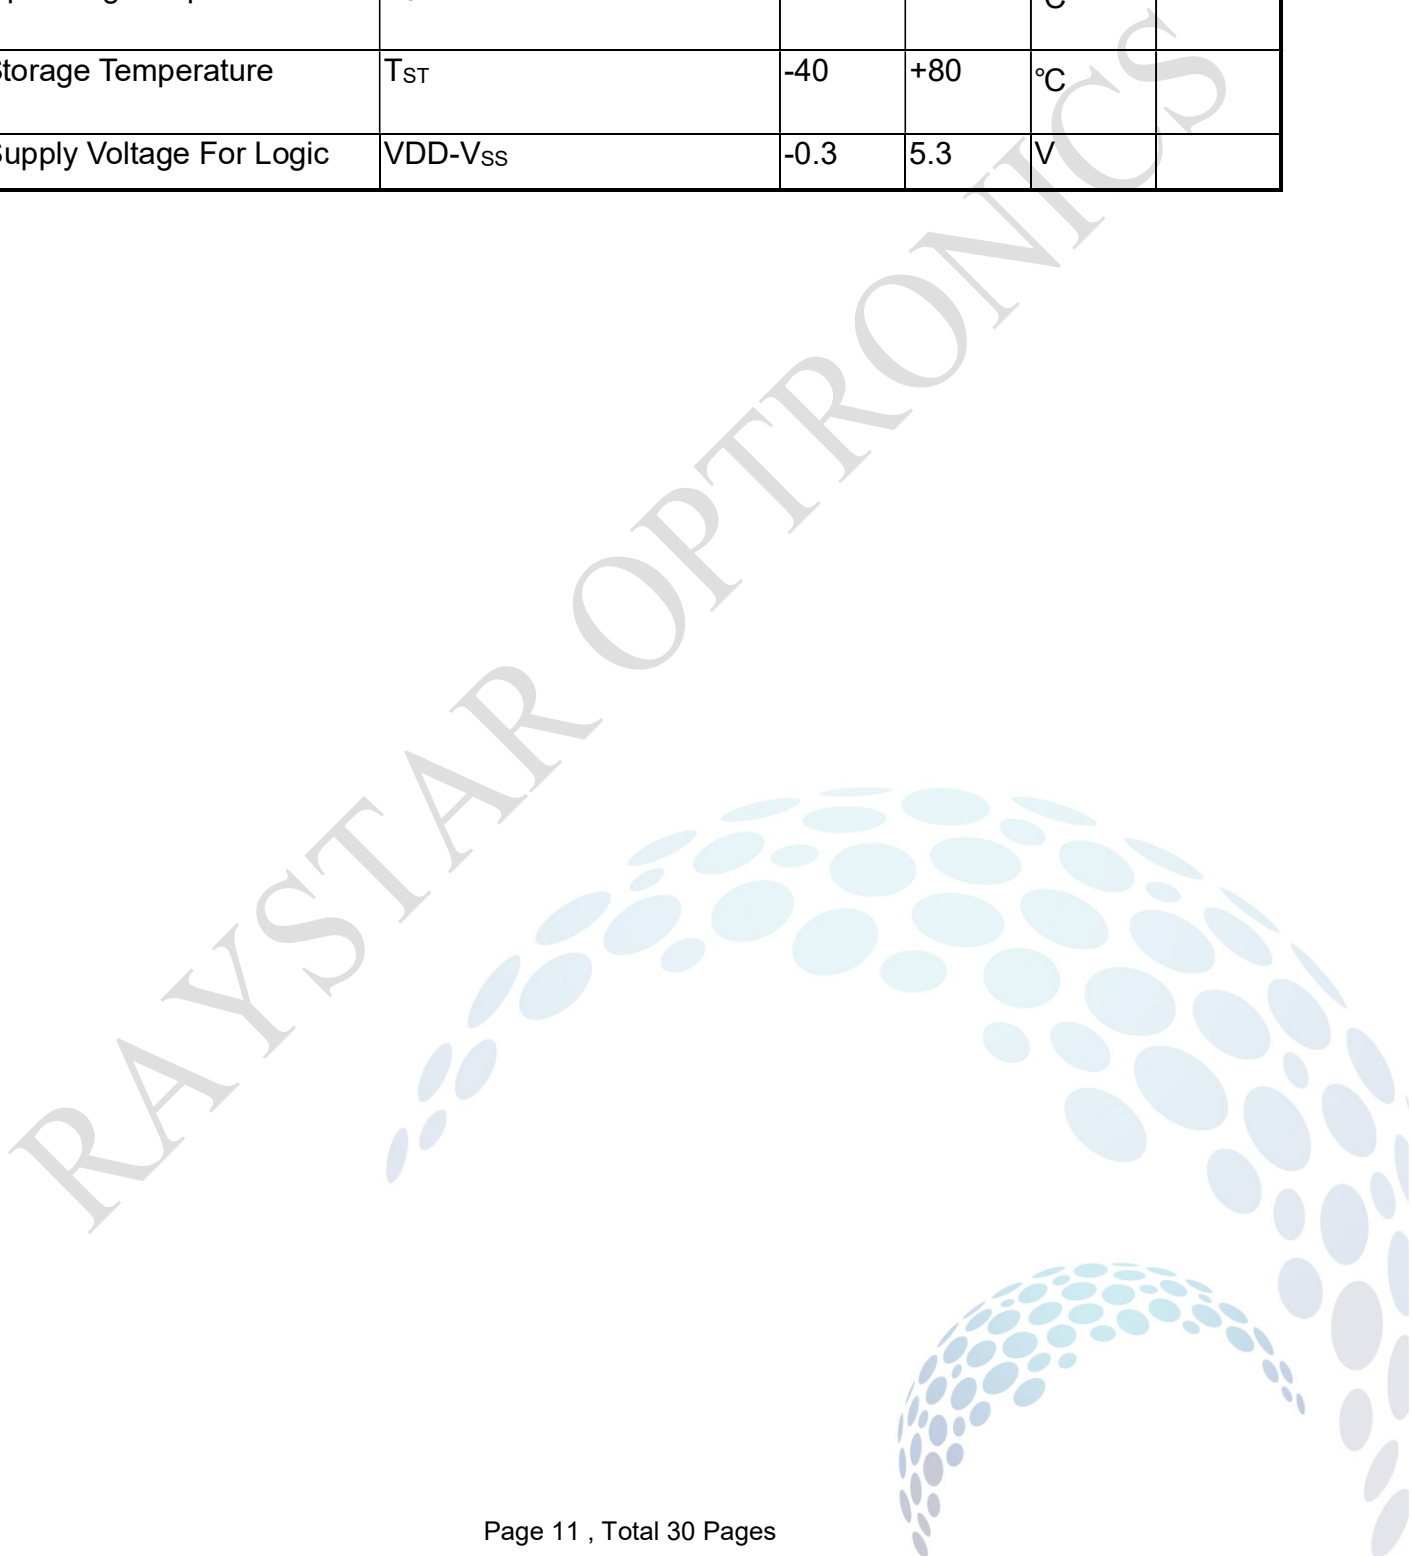 ℃
Storage Temperature TST -40 +80 ℃
Supply Voltage For Logic VDD-VSS -0.3 5.3 V
RAYSTAR OPTRONICS
Page 11 , Total 30 Pages